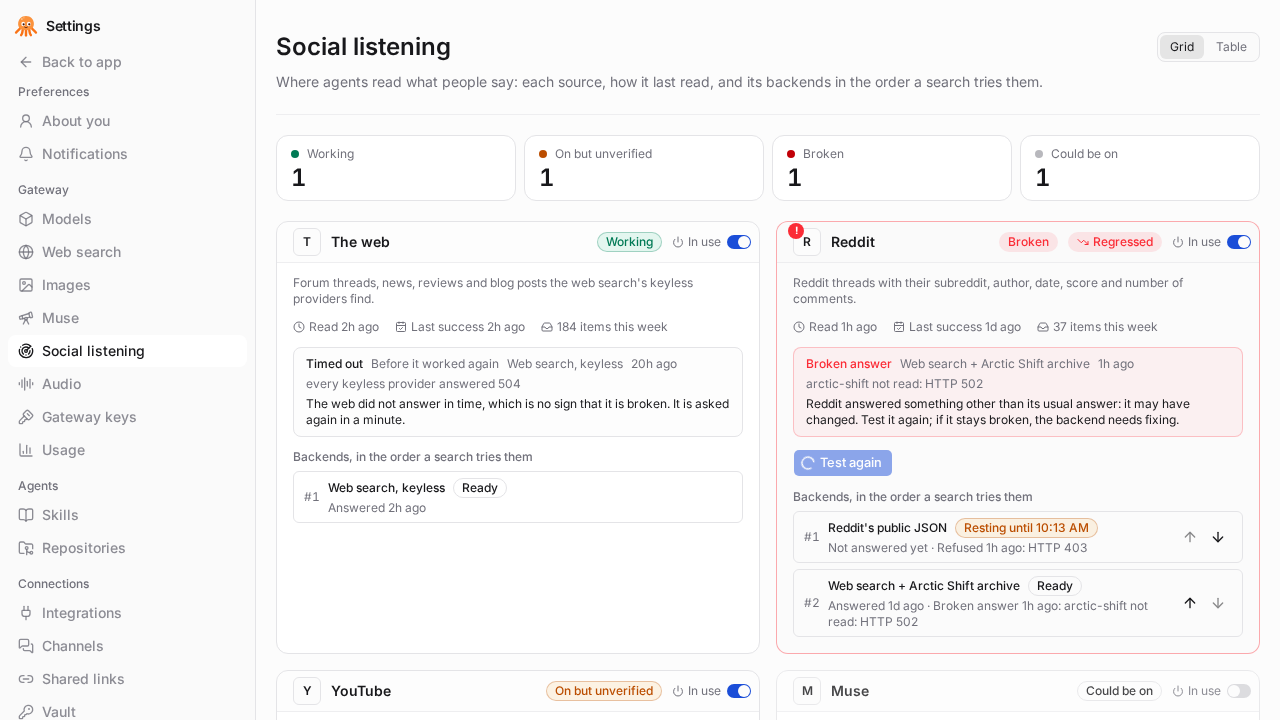 Settings
Back to app
Preferences
About you
Notifications
Gateway
Models
Web search
Images
Muse
Social listening
Audio
Gateway keys
Usage
Agents
Skills
Repositories
Connections
Integrations
Channels
Shared links
Vault
Social listening
Grid
Table
Where agents read what people say: each source, how it last read, and its backends in the order a search tries them.
Working
1
On but unverified
1
Broken
1
Could be on
1
T
The web
Working
In use
Forum threads, news, reviews and blog posts the web search's keyless
providers find.
Read 2h ago
Last success 2h ago
184 items this week
Timed out Before it worked again Web search, keyless 20h ago
every keyless provider answered 504
The web did not answer in time, which is no sign that it is broken. It is asked
again in a minute.
Backends, in the order a search tries them
#1
Web search, keyless
Ready
Answered 2h ago
!
R
Reddit
Broken
Regressed
In use
Reddit threads with their subreddit, author, date, score and number of
comments.
Read 1h ago
Last success 1d ago
37 items this week
Broken answer Web search + Arctic Shift archive 1h ago
arctic-shift not read: HTTP 502
Reddit answered something other than its usual answer: it may have
changed. Test it again; if it stays broken, the backend needs fixing.
Test again
Backends, in the order a search tries them
#1
Reddit's public JSON
Resting until 10:13 AM
Not answered yet · Refused 1h ago: HTTP 403
#2
Web search + Arctic Shift archive
Ready
Answered 1d ago · Broken answer 1h ago: arctic-shift not
read: HTTP 502
Y
YouTube
On but unverified
In use
M
Muse
Could be on
In use